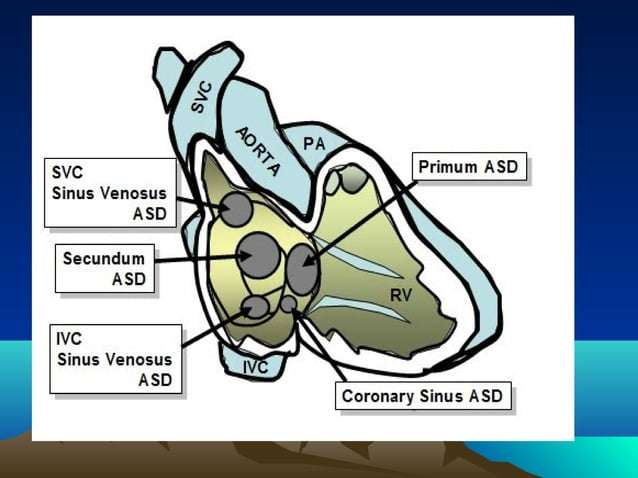 SVC
AORTA
PA
SVC
Sinus Venosus
ASD
Primum ASD
Secundum
ASD
RV
IVC
Sinus Venosus
ASD
IVC
Coronary Sinus ASD